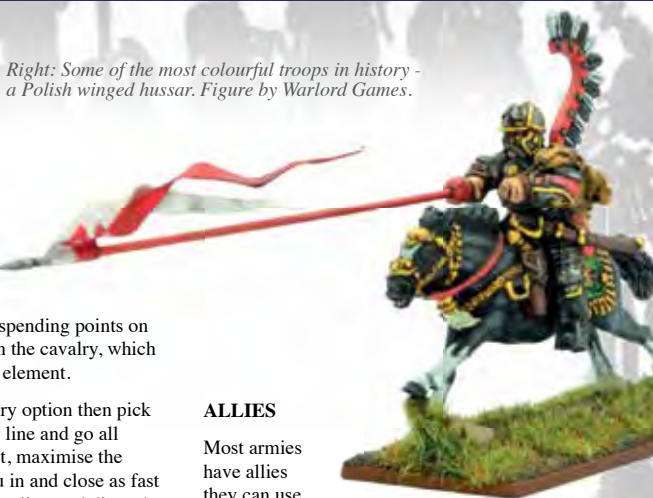 Right: Some of the most colourful troops in history -
a Polish winged hussar. Figure by Warlord Games.
spending points on
the cavalry, which
element.
ry option then pick
line and go all
t, maximise the
in and close as fast
ALLIES
Most armies
have allies
they can use